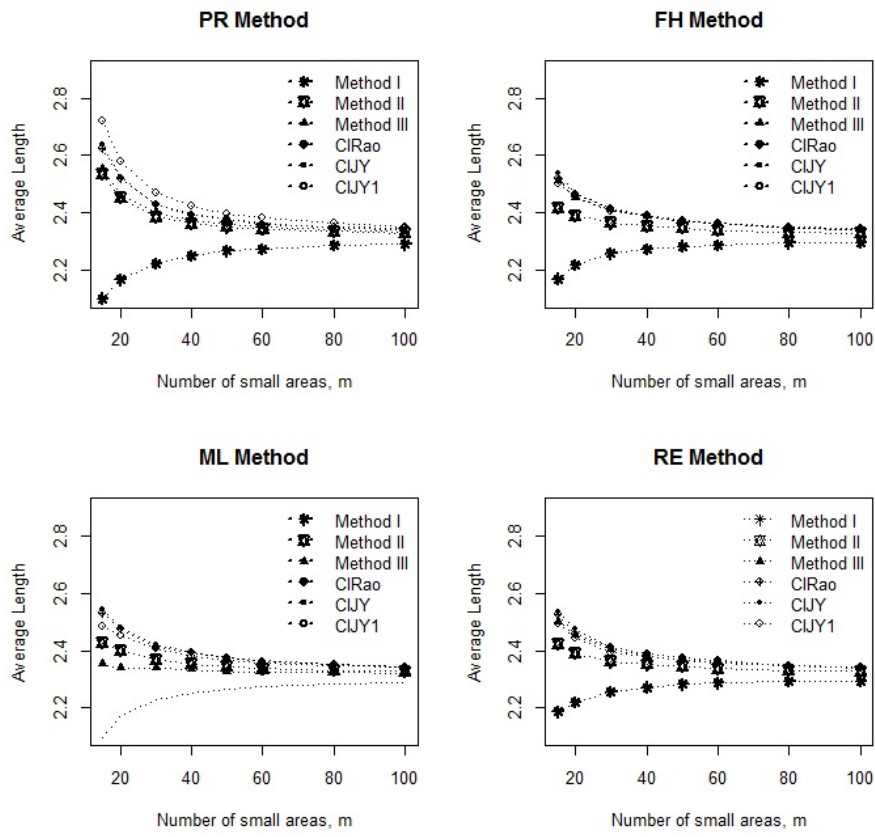 PR Method
Average Length
2.8
2.6
2.4
2.2
Method I
Method II
Method III
CIRao
CIJY
CIJY1
20 40 60 80 100
Number of small areas, m
FH Method
Average Length
2.8
2.6
2.4
2.2
Method I
Method II
Method III
CIRao
CIJY
CIJY1
20 40 60 80 100
Number of small areas, m
ML Method
Average Length
2.8
2.6
2.4
2.2
Method I
Method II
Method III
CIRao
CIJY
CIJY1
20 40 60 80 100
Number of small areas, m
RE Method
Average Length
2.8
2.6
2.4
2.2
Method I
Method II
Method III
CIRao
CIJY
CIJY1
20 40 60 80 100
Number of small areas, m